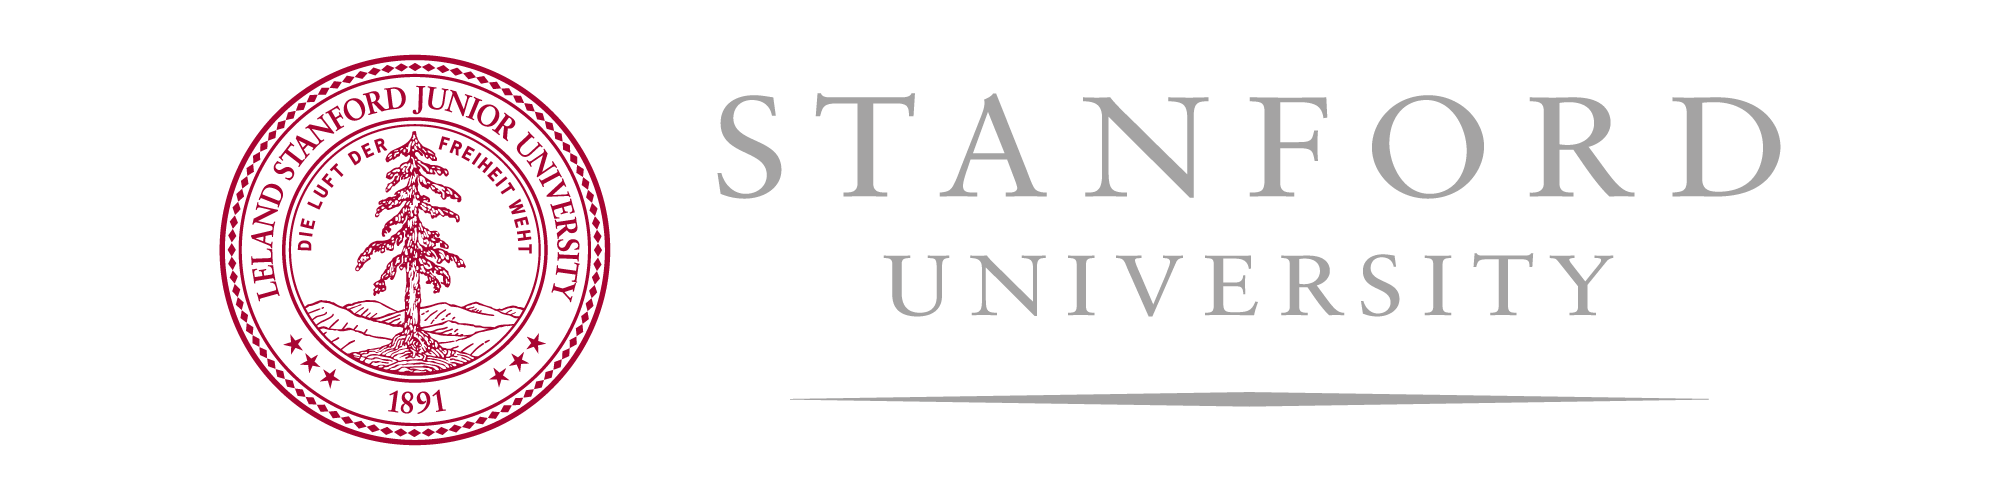 LELAND STANFORD JUNIOR UNIVERSITY
DIE LUFT DER FREIHEIT WEHT
1891
STANFORD
UNIVERSITY